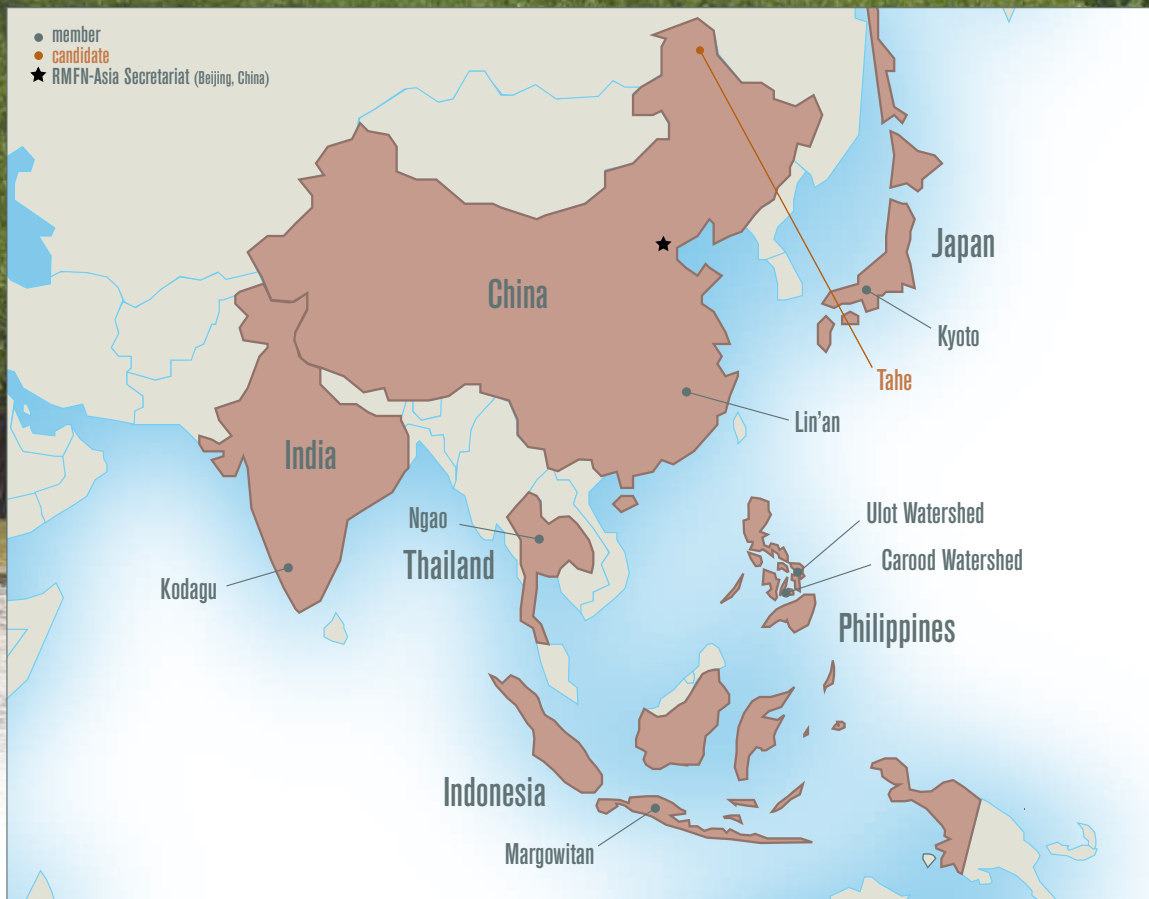 member
candidate
RMFN-Asia Secretariat (Beijing, China)
China
Japan
Kyoto
Tahe
Lin'an
India
Ngao
Thailand
Kodagu
Ulot Watershed
Carood Watershed
Philippines
Indonesia
Margowitan